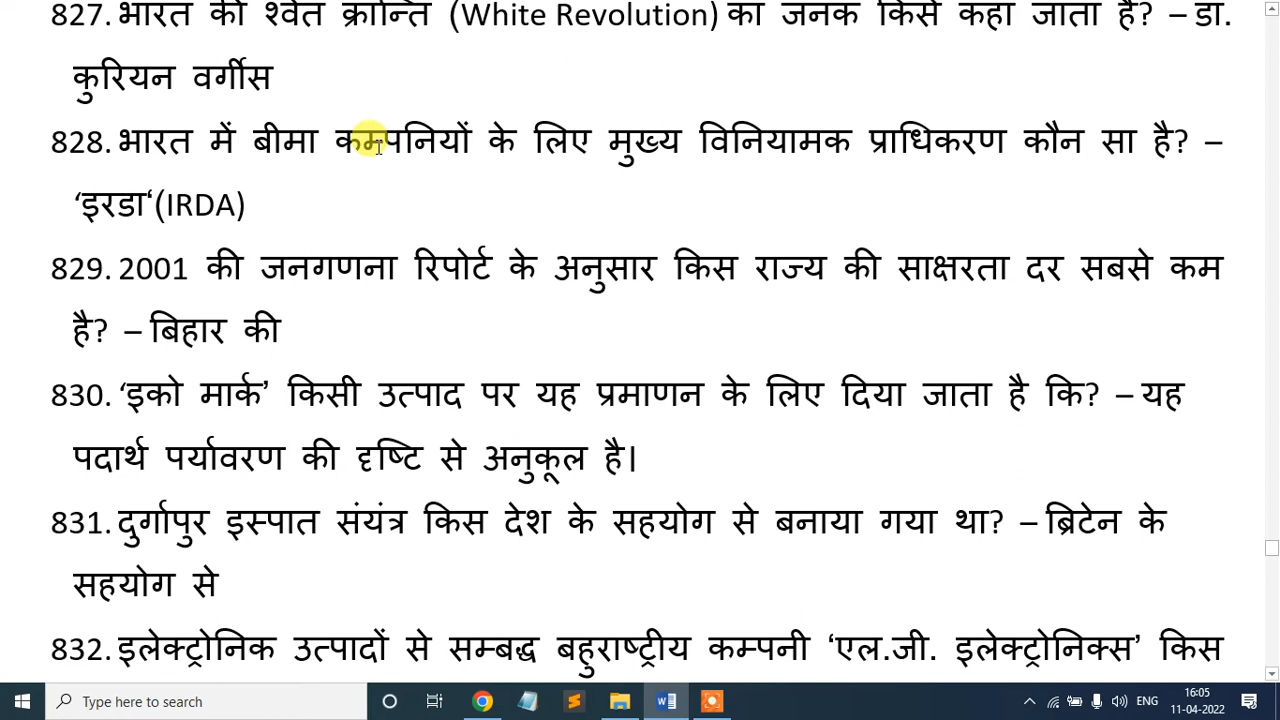 827. भारत की श्वेत क्रान्ति (White Revolution) का जनक किसे कहा जाता है? – डा.
कुरियन वर्गीस
828. भारत में बीमा कम्पनियों के लिए मुख्य विनियामक प्राधिकरण कौन सा है? –
‘इरडा‘(IRDA)
829. 2001 की जनगणना रिपोर्ट के अनुसार किस राज्य की साक्षरता दर सबसे कम
है? – बिहार की
830. ‘इको मार्क’ किसी उत्पाद पर यह प्रमाणन के लिए दिया जाता है कि? – यह
पदार्थ पर्यावरण की दृष्टि से अनुकूल है।
831. दुर्गापुर इस्पात संयंत्र किस देश के सहयोग से बनाया गया था? – ब्रिटेन के
सहयोग से
832. इलेक्ट्रोनिक उत्पादों से सम्बद्ध बहुराष्ट्रीय कम्पनी ‘एल.जी. इलेक्ट्रोनिक्स’ किस
Type here to search
ENG
16:05
11-04-2022